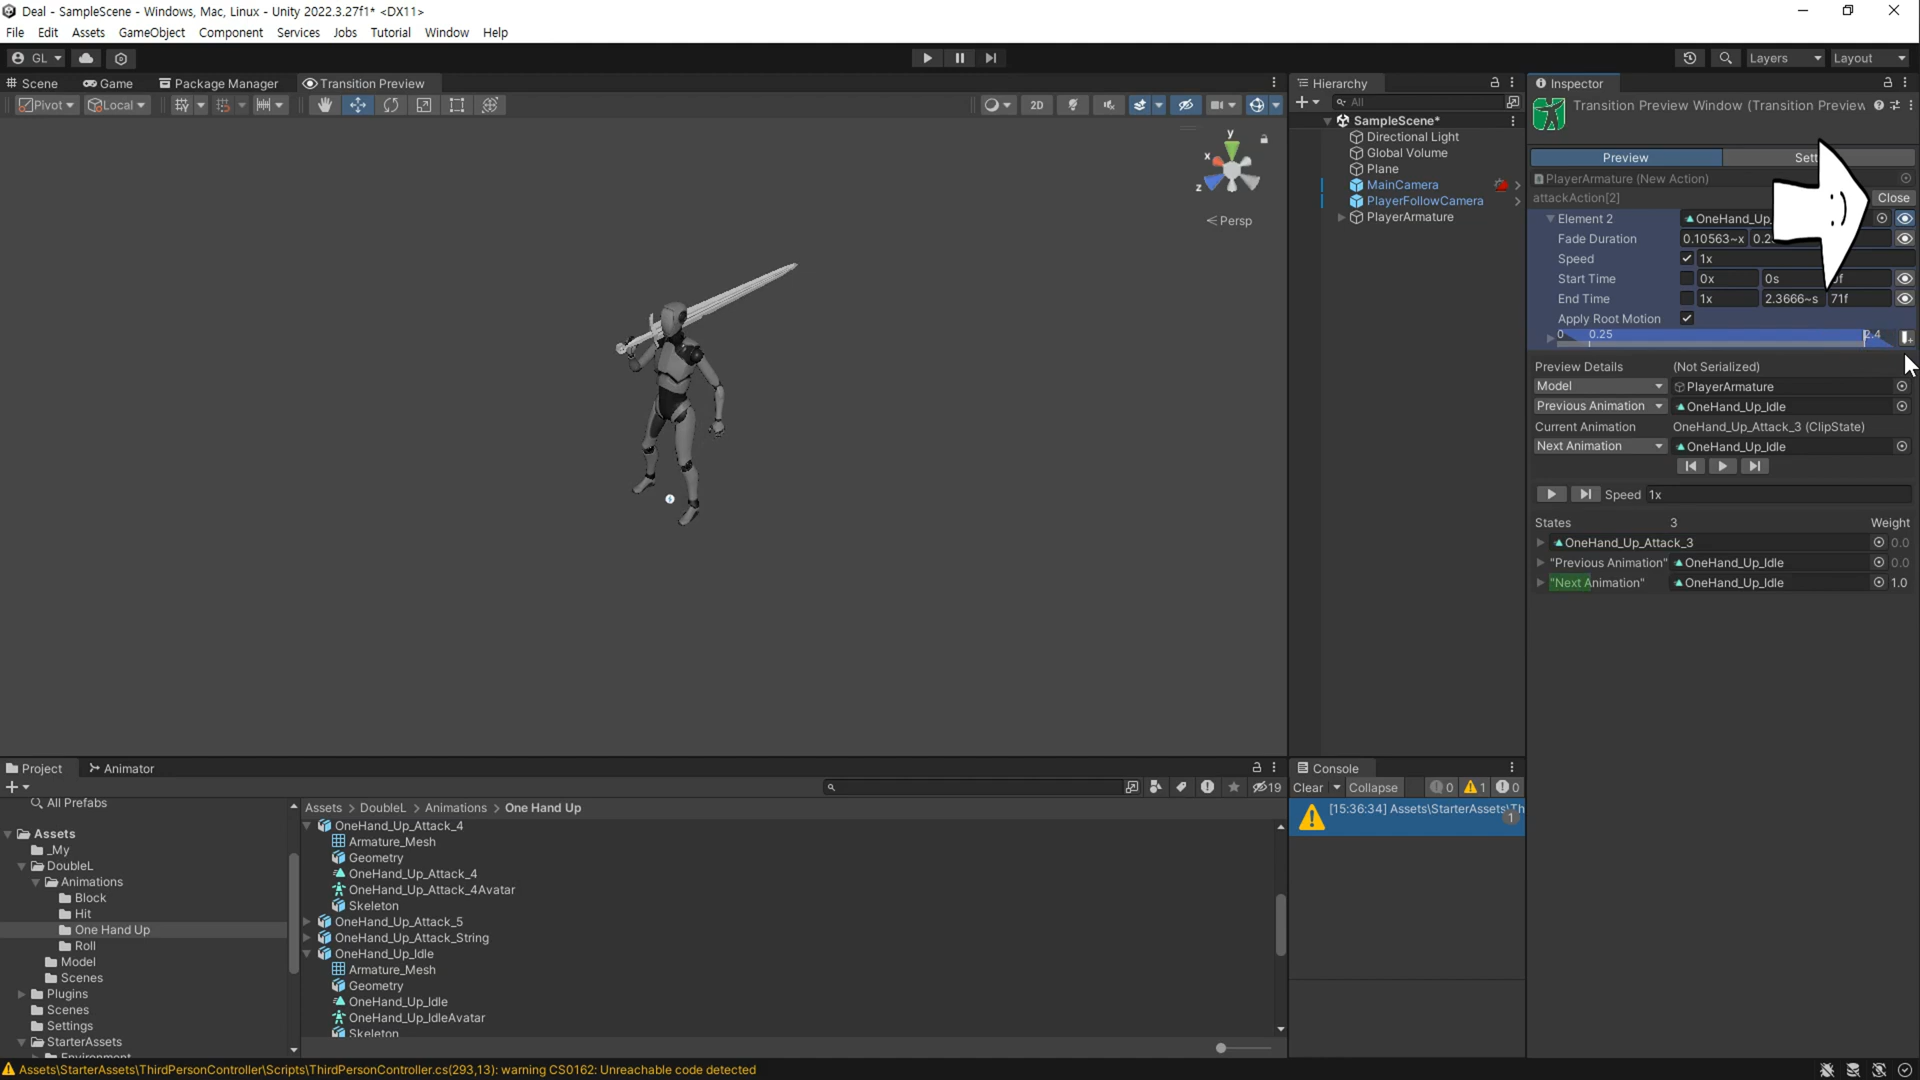 Deal - SampleScene - Windows, Mac, Linux - Unity 2022.3.27f1* <DX11>
File Edit Assets GameObject Component Services Jobs Tutorial Window Help
GL Layers Layout
Scene Game Package Manager Transition Preview
Pivot Local 2D
y
x
z
Persp
Hierarchy
All
SampleScene*
Directional Light
Global Volume
Plane
MainCamera
PlayerFollowCamera
PlayerArmature
Inspector
Transition Preview Window (Transition Preview
Preview
PlayerArmature (New Action)
attackAction[2] Close
Element 2 OneHand_Up_
Fade Duration 0.10563~x
Speed 1x
Start Time 0x 0s
End Time 1x 2.3666~s 71f
Apply Root Motion
0 0.25 2.4
Preview Details (Not Serialized)
Model PlayerArmature
Previous Animation OneHand_Up_Idle
Current Animation OneHand_Up_Attack_3 (ClipState)
Next Animation OneHand_Up_Idle
Speed 1x
States 3 Weight
OneHand_Up_Attack_3 0.0
"Previous Animation" OneHand_Up_Idle 0.0
"Next Animation" OneHand_Up_Idle 1.0
:)
Project Animator
19
All Prefabs
Assets
_My
DoubleL
Animations
Block
Hit
One Hand Up
Roll
Model
Scenes
Plugins
Scenes
Settings
StarterAssets
Environment
Assets > DoubleL > Animations > One Hand Up
OneHand_Up_Attack_4
Armature_Mesh
Geometry
OneHand_Up_Attack_4
OneHand_Up_Attack_4Avatar
Skeleton
OneHand_Up_Attack_5
OneHand_Up_Attack_String
OneHand_Up_Idle
Armature_Mesh
Geometry
OneHand_Up_Idle
OneHand_Up_IdleAvatar
Skeleton
Console
Clear Collapse 0 1 0
[15:36:34] Assets\StarterAssets\Th
1
Assets\StarterAssets\ThirdPersonController\Scripts\ThirdPersonController.cs(293,13): warning CS0162: Unreachable code detected